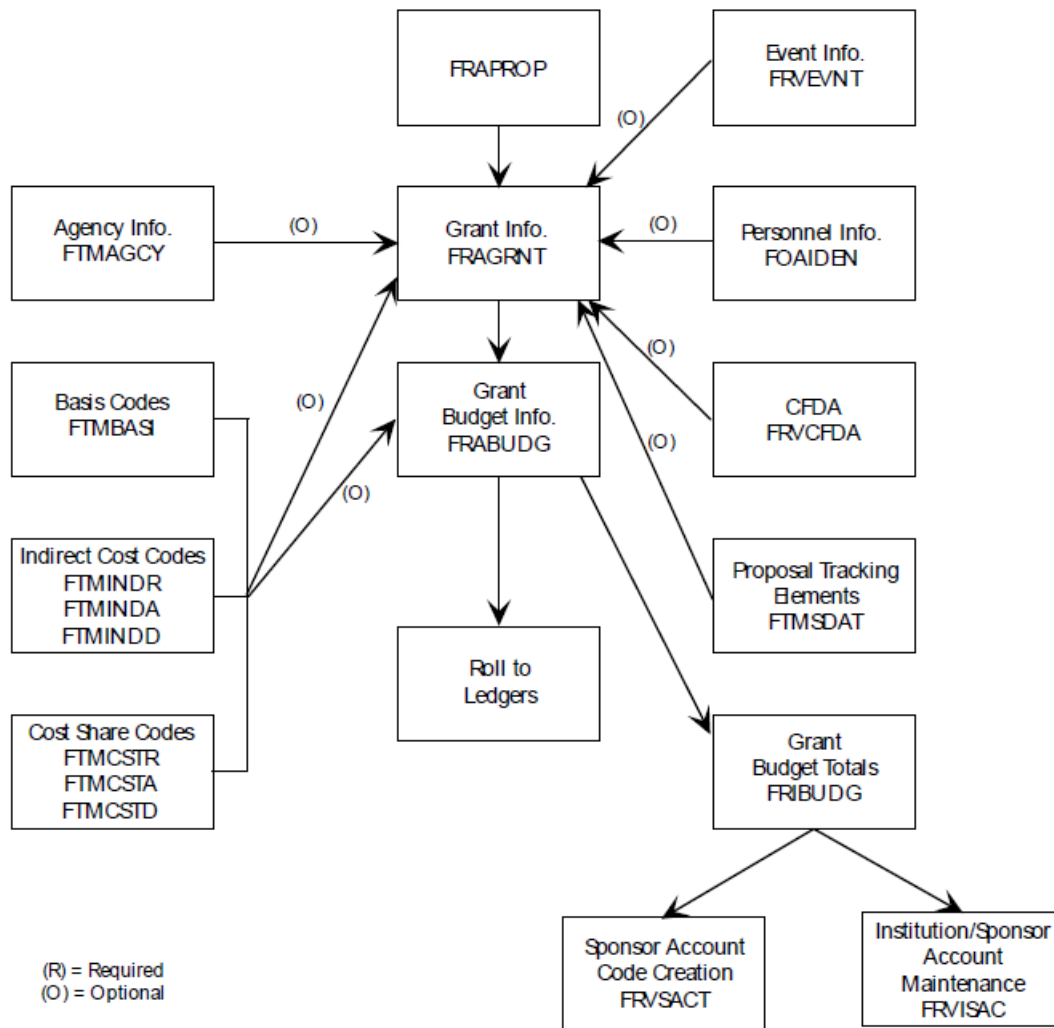 FRAPROP
Event Info.
FRVEVNT
(O)
Agency Info.
FTMAGCY
(O)
Grant Info.
FRAGRNT
(O)
Personnel Info.
FOAIDEN
Basis Codes
FTMBASI
(O)
Grant
Budget Info.
FRABUDG
(O)
CFDA
FRVCFDA
(O)
(O)
Indirect Cost Codes
FTMINDR
FTMINDA
FTMINDD
Proposal Tracking
Elements
FTMSDAT
Roll to
Ledgers
Cost Share Codes
FTMCSTR
FTMCSTA
FTMCSTD
Grant
Budget Totals
FRIBUDG
Sponsor Account
Code Creation
FRVSACT
Institution/Sponsor
Account
Maintenance
FRVISAC
(R) = Required
(O) = Optional